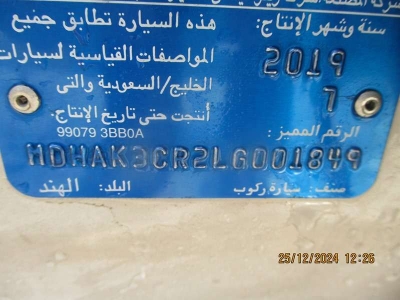 سنة وشهر الإنتاج: هذه السيارة تطابق جميع
2019 المواصفات القياسية لسيارات
7 الخليج/السعودية والتى
أنتجت حتى تاريخ الإنتاج.
الرقم المميز: 99079 3BB0A
MDHAK3CR2LG001849
صنف: سيارة ركوب البلد: الهند
25/12/2024 12:26